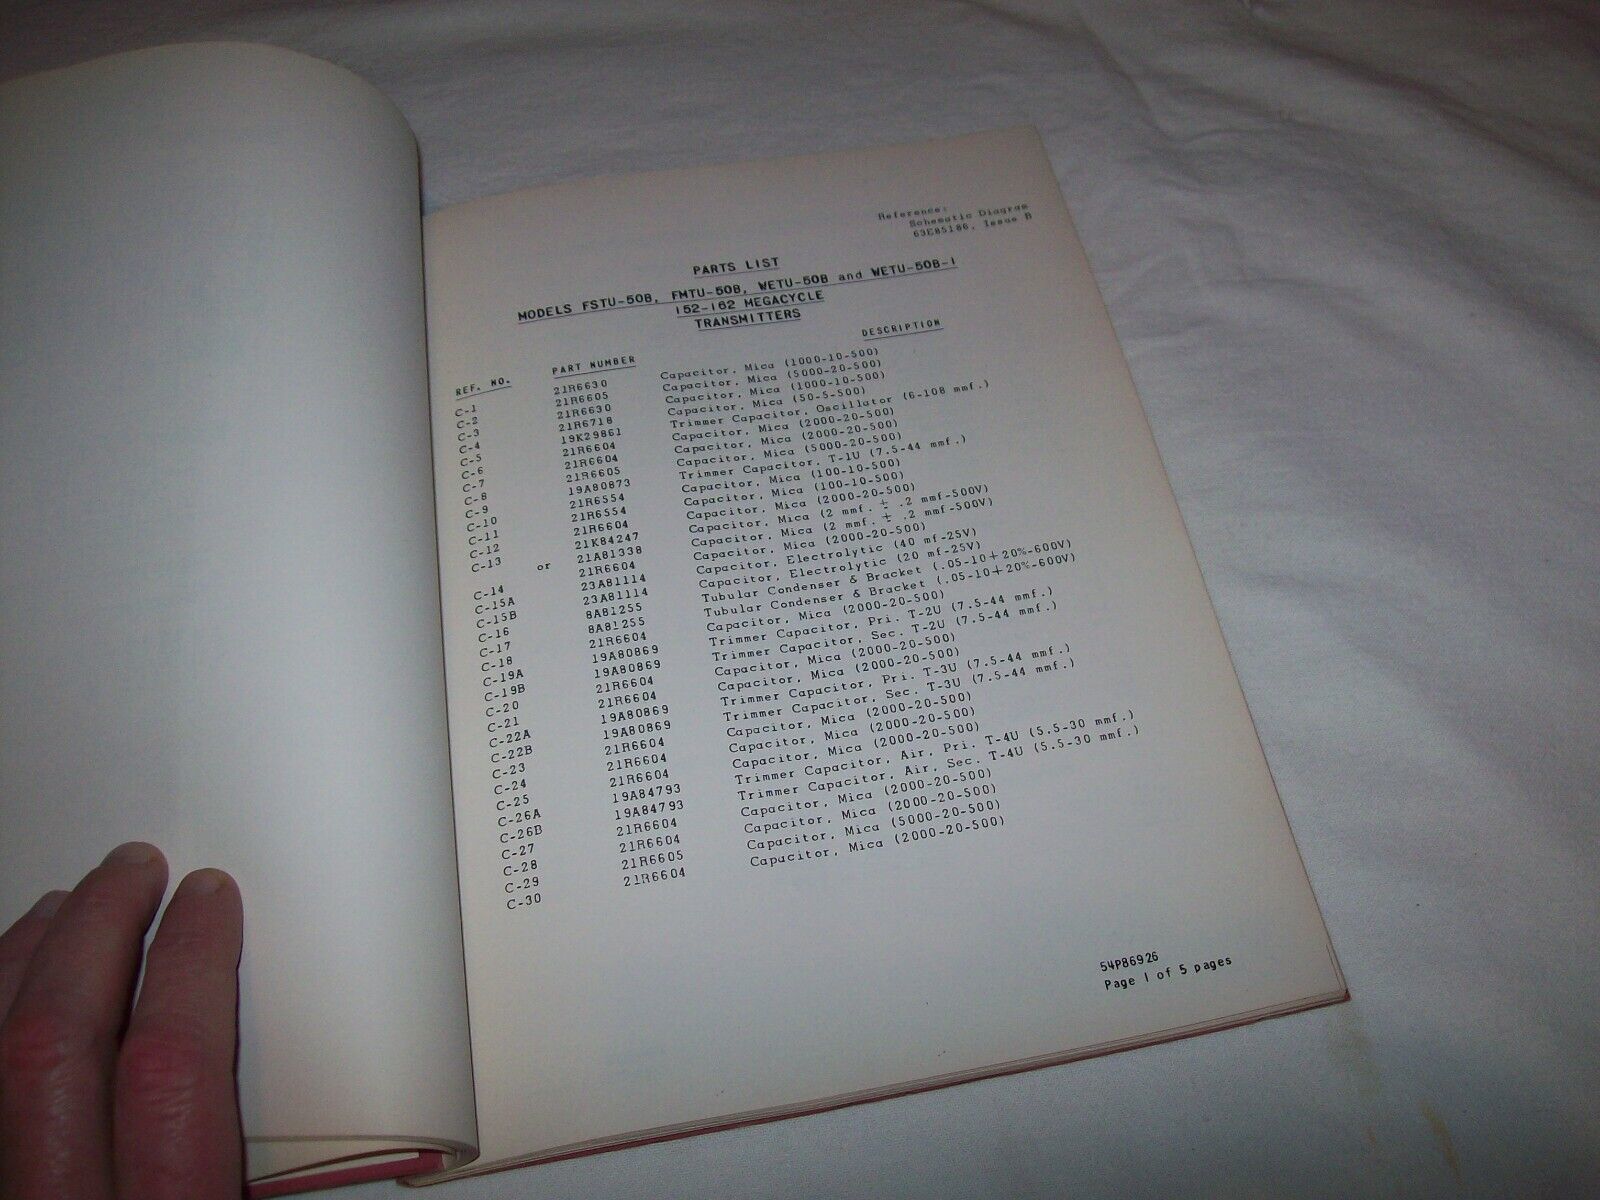 Reference:
Schematic Diagram
63E85186, Issue B
PARTS LIST
MODELS FSTU-50B, FMTU-50B, WETU-50B and WETU-50B-1
152-162 MEGACYCLE
TRANSMITTERS
REF. NO. PART NUMBER DESCRIPTION
C-1 21R6630 Capacitor, Mica (1000-10-500)
C-2 21R6605 Capacitor, Mica (5000-20-500)
C-3 21R6630 Capacitor, Mica (1000-10-500)
C-4 21R6718 Capacitor, Mica (50-5-500)
C-5 19K29861 Trimmer Capacitor, Oscillator (6-108 mmf.)
C-6 21R6604 Capacitor, Mica (2000-20-500)
C-7 21R6604 Capacitor, Mica (2000-20-500)
C-8 21R6605 Capacitor, Mica (5000-20-500)
C-9 19A80873 Trimmer Capacitor, T-1U (7.5-44 mmf.)
C-10 21R6554 Capacitor, Mica (100-10-500)
C-11 21R6554 Capacitor, Mica (100-10-500)
C-12 21R6604 Capacitor, Mica (2000-20-500)
C-13 21K84247 Capacitor, Mica (2 mmf. ± .2 mmf-500V)
or 21A81338 Capacitor, Mica (2 mmf. ± .2 mmf-500V)
C-14 21R6604 Capacitor, Mica (2000-20-500)
C-15A 23A81114 Capacitor, Electrolytic (40 mf-25V)
C-15B 23A81114 Capacitor, Electrolytic (20 mf-25V)
C-16 8A81255 Tubular Condenser & Bracket (.05-10+20%-600V)
C-17 8A81255 Tubular Condenser & Bracket (.05-10+20%-600V)
C-18 21R6604 Capacitor, Mica (2000-20-500)
C-19A 19A80869 Trimmer Capacitor, Pri. T-2U (7.5-44 mmf.)
C-19B 19A80869 Trimmer Capacitor, Sec. T-2U (7.5-44 mmf.)
C-20 21R6604 Capacitor, Mica (2000-20-500)
C-21 21R6604 Capacitor, Mica (2000-20-500)
C-22A 19A80869 Trimmer Capacitor, Pri. T-3U (7.5-44 mmf.)
C-22B 19A80869 Trimmer Capacitor, Sec. T-3U (7.5-44 mmf.)
C-23 21R6604 Capacitor, Mica (2000-20-500)
C-24 21R6604 Capacitor, Mica (2000-20-500)
C-25 21R6604 Capacitor, Mica (2000-20-500)
C-26A 19A84793 Trimmer Capacitor, Air, Pri. T-4U (5.5-30 mmf.)
C-26B 19A84793 Trimmer Capacitor, Air, Sec. T-4U (5.5-30 mmf.)
C-27 21R6604 Capacitor, Mica (2000-20-500)
C-28 21R6604 Capacitor, Mica (2000-20-500)
C-29 21R6605 Capacitor, Mica (5000-20-500)
C-30 21R6604 Capacitor, Mica (2000-20-500)
54P86926
Page 1 of 5 pages